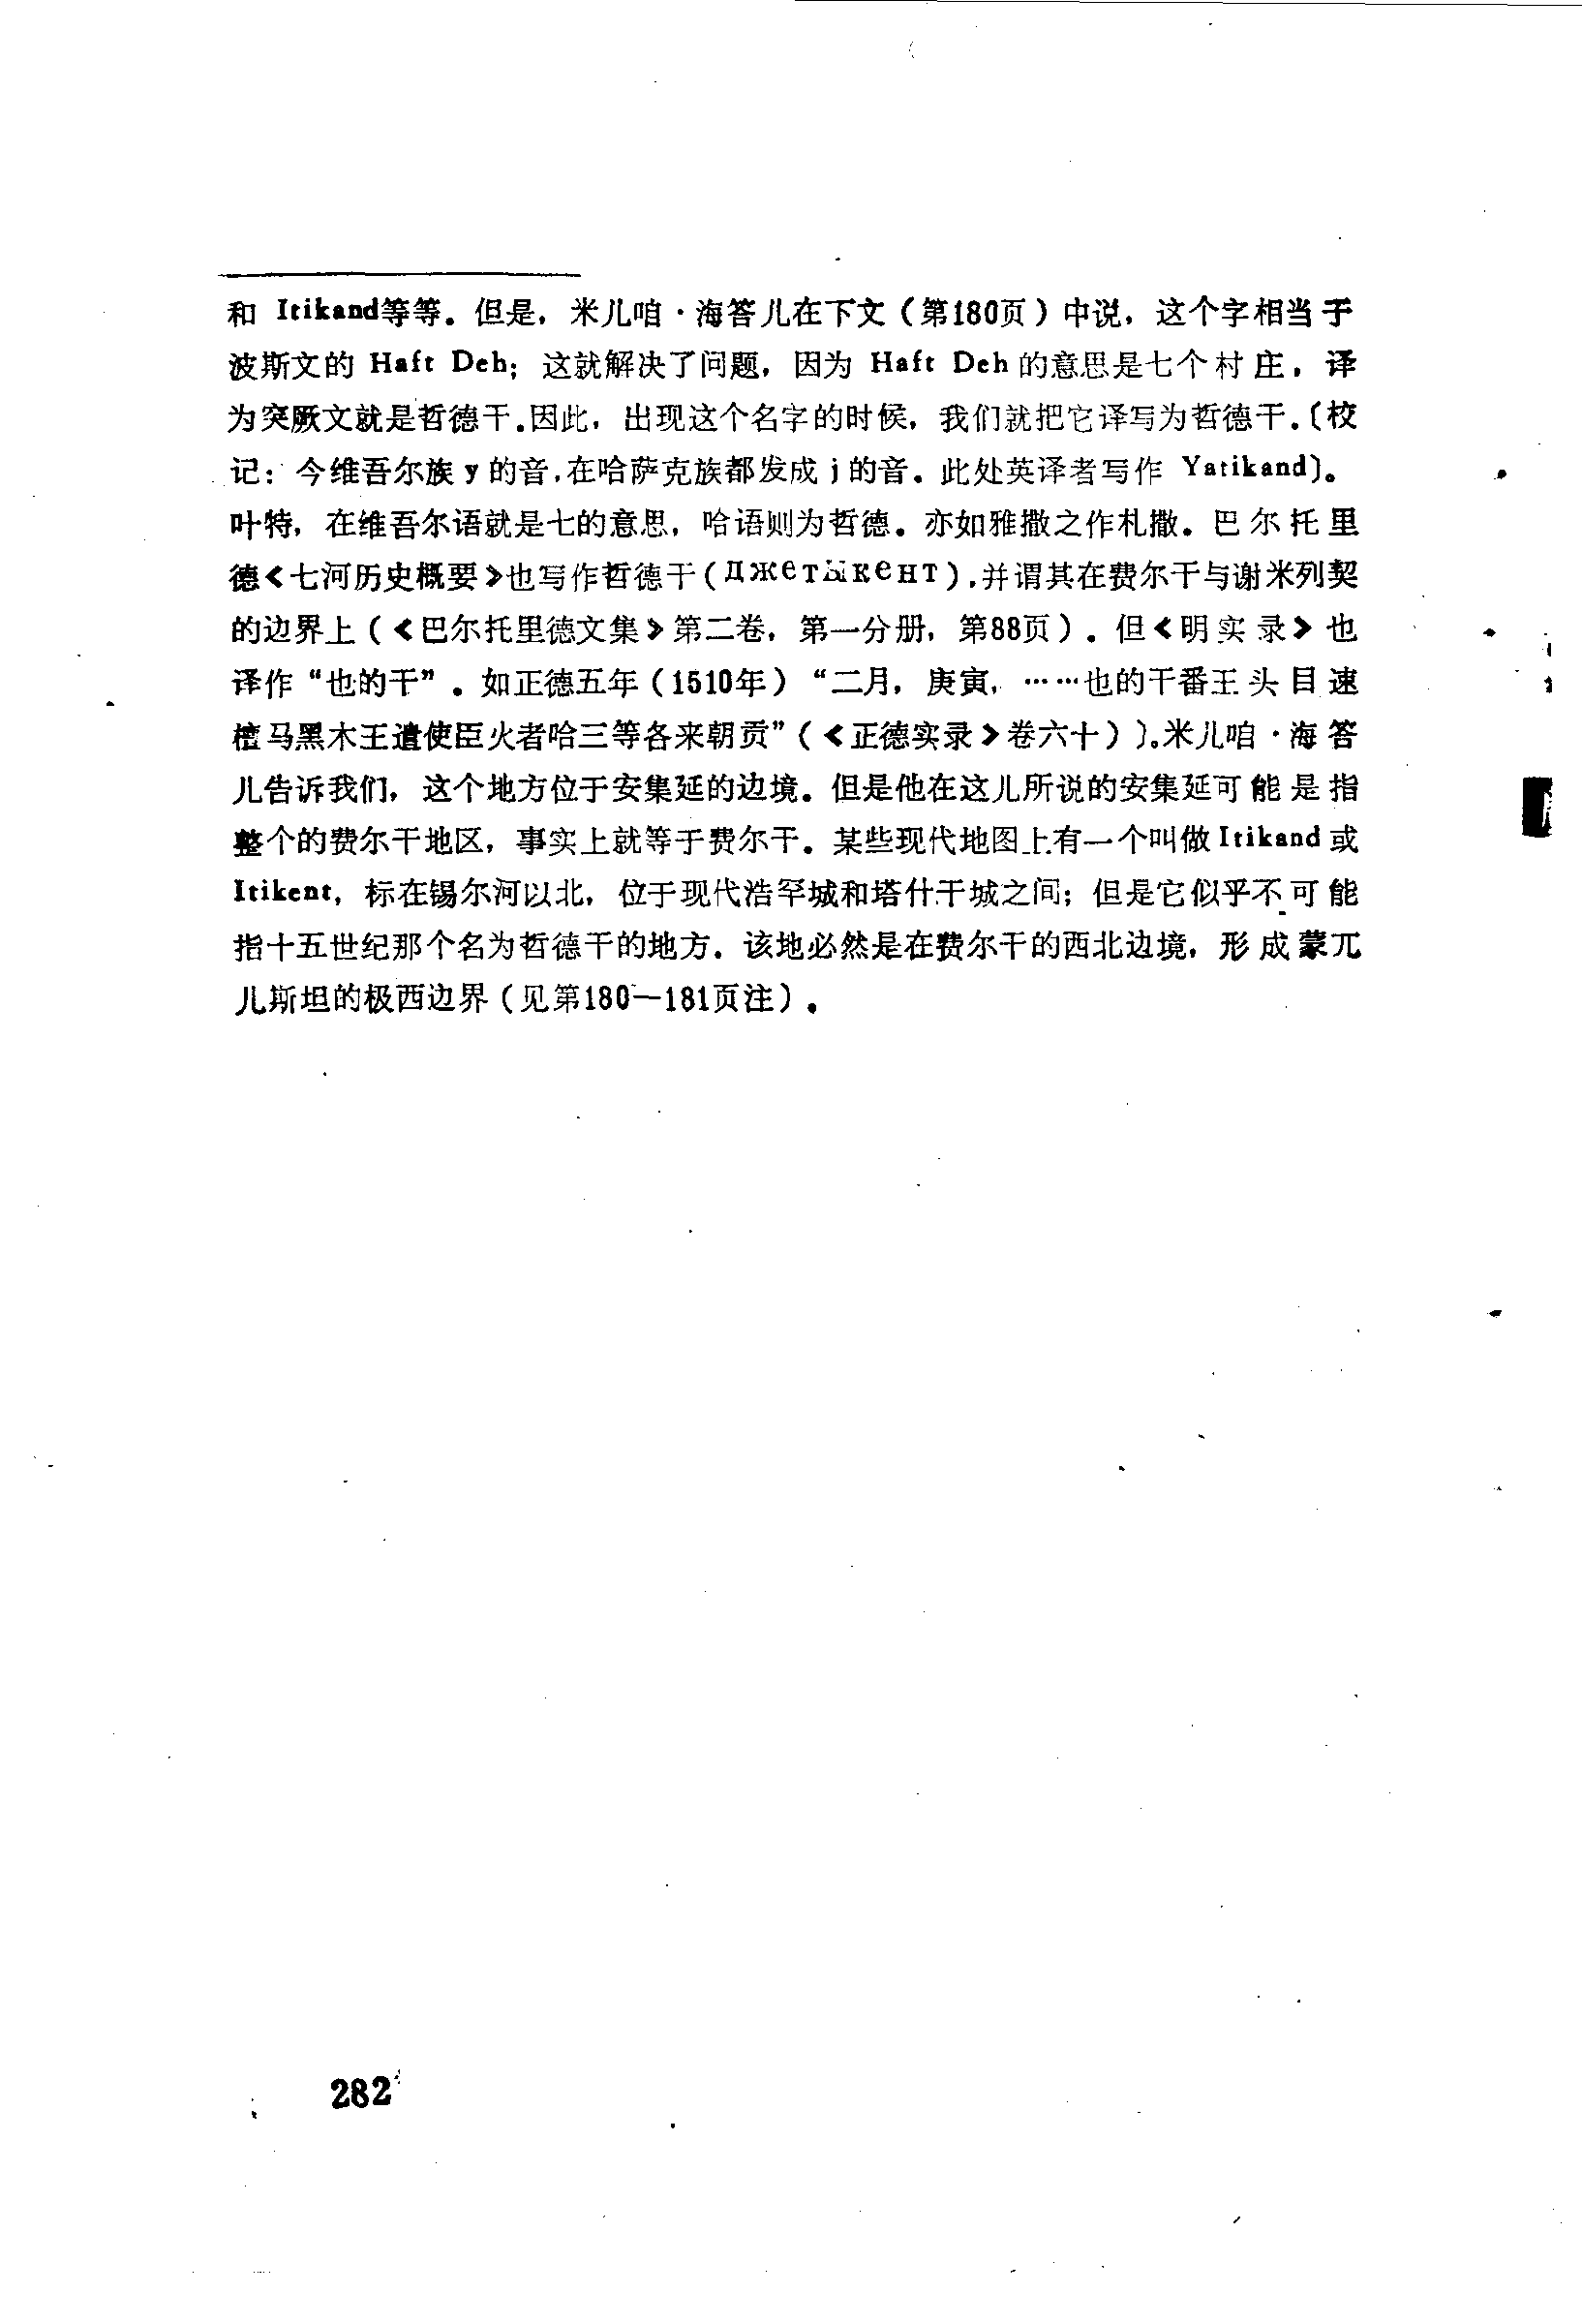 和 Itikand等等。但是，米儿咱·海答儿在下文（第180页）中说，这个字相当于
波斯文的 Haft Deh；这就解决了问题，因为 Haft Deh 的意思是七个村庄，译
为突厥文就是哲德干。因此，出现这个名字的时候，我们就把它译写为哲德干。〔校
记：今维吾尔族 y 的音，在哈萨克族都发成 j 的音。此处英译者写作 Yatikand〕。
叶特，在维吾尔语就是七的意思，哈语则为哲德。亦如雅撒之作札撒。巴尔托里
德《七河历史概要》也写作哲德干（Джетыкент），并谓其在费尔干与谢米列契
的边界上（《巴尔托里德文集》第二卷，第一分册，第88页）。但《明实录》也
译作“也的干”。如正德五年（1510年）“二月，庚寅，……也的干番王头目速
檀马黑木王遣使臣火者哈三等各来朝贡”（《正德实录》卷六十）〕。米儿咱·海答
儿告诉我们，这个地方位于安集延的边境。但是他在这儿所说的安集延可能是指
整个的费尔干地区，事实上就等于费尔干。某些现代地图上有一个叫做 Itikand 或
Itikent，标在锡尔河以北，位于现代浩罕城和塔什干城之间；但是它似乎不可能
指十五世纪那个名为哲德干的地方。该地必然是在费尔干的西北边境，形成蒙兀
儿斯坦的极西边界（见第180—181页注）。
282